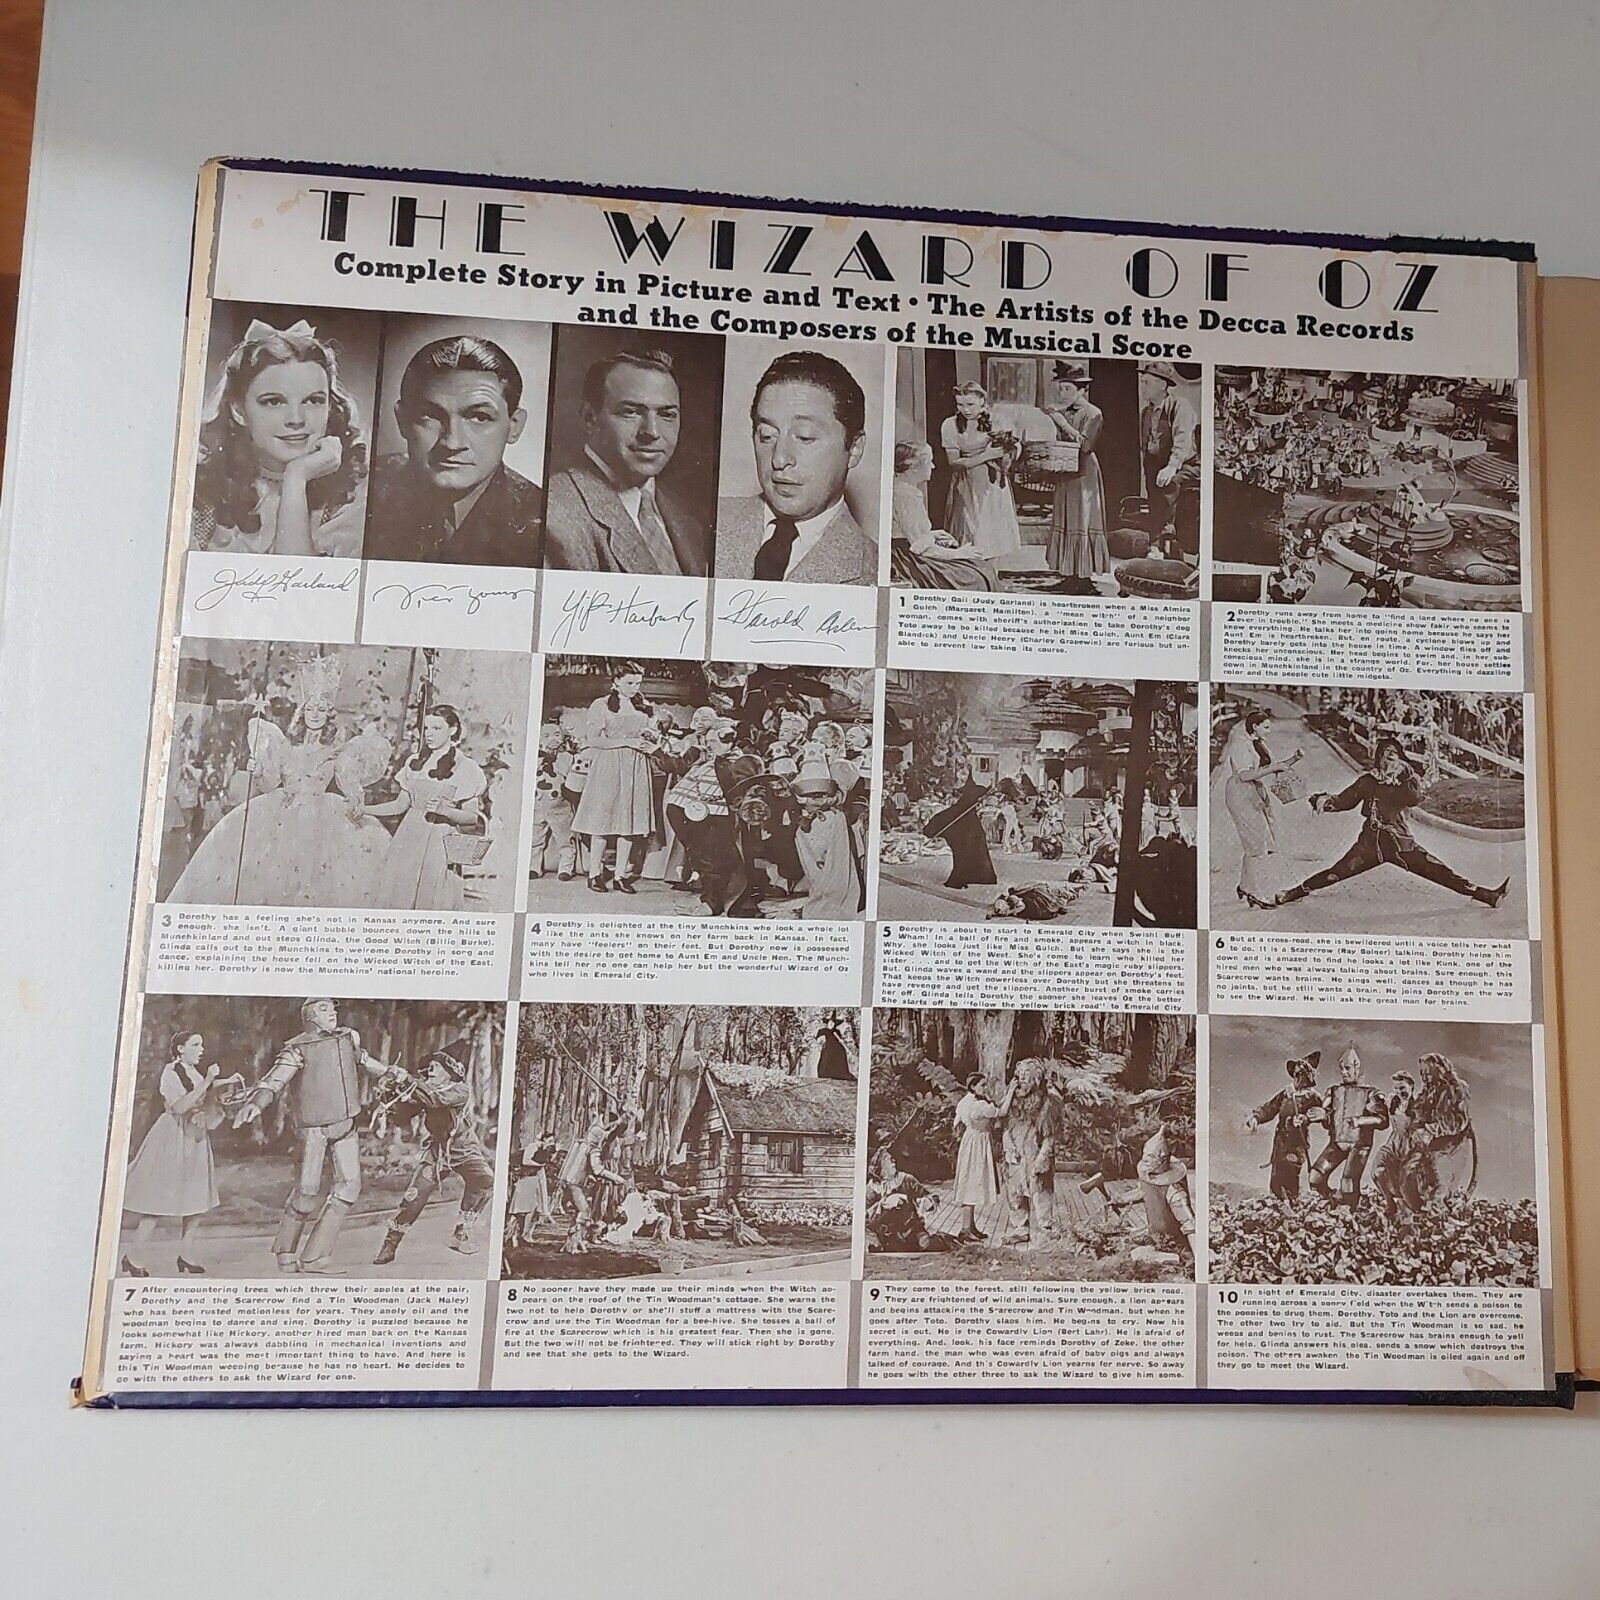 THE WIZARD OF OZ
Complete Story in Picture and Text • The Artists of the Decca Records
and the Composers of the Musical Score
Judy Garland
Harold Arlen
1 Dorothy Gail (Judy Garland) is heartbroken when a Miss Almira
Gulch (Margaret Hamilton), a "mean witch" of a neighbor
woman, comes with sheriff's authorization to take Dorothy's dog
Toto away to be killed because he bit Miss Gulch. Aunt Em (Clara
Blandick) and Uncle Henry (Charley Grapewin) are furious but un-
able to prevent law taking its course.
2 Dorothy runs away from home to "find a land where no one is
ever in trouble." She meets a medicine show fakir who seems to
know everything. He talks her into going home because he says her
Aunt Em is heartbroken. But, en route, a cyclone blows up and
Dorothy barely gets into the house in time. A window flies off and
knocks her unconscious. Her head begins to swim and, in her sub-
conscious mind, she is in a strange world. For, her house settles
down in Munchkinland in the country of Oz. Everything is dazzling
color and the people cute little midgets.
3 Dorothy has a feeling she's not in Kansas anymore. And sure
enough, she isn't. A giant bubble bounces down the hills to
Munchkinland and out steps Glinda, the Good Witch (Billie Burke).
Glinda calls out to the Munchkins to welcome Dorothy in song and
dance, explaining the house fell on the Wicked Witch of the East,
killing her. Dorothy is now the Munchkins' national heroine.
4 Dorothy is delighted at the tiny Munchkins who look a whole lot
like the ants she knows on her farm back in Kansas. In fact,
many have "feelers" on their feet. But Dorothy now is possessed
with the desire to get home to Aunt Em and Uncle Hen. The Munch-
kins tell her no one can help her but the wonderful Wizard of Oz
who lives in Emerald City.
5 Dorothy is about to start to Emerald City when Swish! Buff!
Wham! In a ball of fire and smoke, appears a witch in black.
Why, she looks just like Miss Gulch. But she says she is the
Wicked Witch of the West. She's come to learn who killed her
sister . . . and to get the Witch of the East's magic ruby slippers.
But, Glinda waves a wand and the slippers appear on Dorothy's feet.
That keeps the Witch powerless over Dorothy but she threatens to
have revenge and get the slippers. Another burst of smoke carries
her off. Glinda tells Dorothy the sooner she leaves Oz the better
She starts off to "follow the yellow brick road" to Emerald City
6 But at a cross-road, she is bewildered until a voice tells her what
to do. It is a Scarecrow (Ray Bolger) talking. Dorothy helps him
down and is amazed to find he looks a lot like Hunk, one of the
hired men who was always talking about brains. Sure enough, this
Scarecrow wants brains. He sings well, dances as though he has
no joints, but he still wants a brain. He joins Dorothy on the way
to see the Wizard. He will ask the great man for brains.
7 After encountering trees which threw their apples at the pair,
Dorothy and the Scarecrow find a Tin Woodman (Jack Haley)
who has been rusted motionless for years. They apply oil and the
woodman begins to dance and sing. Dorothy is puzzled because he
looks somewhat like Hickory, another hired man back on the Kansas
farm. Hickory was always dabbling in mechanical inventions and
saying a heart was the most important thing to have. And here is
this Tin Woodman weeping because he has no heart. He decides to
go with the others to ask the Wizard for one.
8 No sooner have they made up their minds when the Witch ap-
pears on the roof of the Tin Woodman's cottage. She warns the
two not to help Dorothy or she'll stuff a mattress with the Scare-
crow and use the Tin Woodman for a bee-hive. She tosses a ball of
fire at the Scarecrow which is his greatest fear. Then she is gone.
But the two will not be frightened. They will stick right by Dorothy
and see that she gets to the Wizard.
9 They come to the forest, still following the yellow brick road.
They are frightened of wild animals. Sure enough, a lion appears
and begins attacking the Scarecrow and Tin Woodman, but when he
goes after Toto, Dorothy slaps him. He begins to cry. Now his
secret is out. He is the Cowardly Lion (Bert Lahr). He is afraid of
everything. And, look, his face reminds Dorothy of Zeke, the other
farm hand, the man who was even afraid of baby pigs and always
talked of courage. And this Cowardly Lion yearns for nerve. So away
he goes with the other three to ask the Wizard to give him some.
10 In sight of Emerald City, disaster overtakes them. They are
running across a poppy field when the Witch sends a poison to
the poppies to drug them. Dorothy, Toto and the Lion are overcome.
The other two try to aid. But the Tin Woodman is so sad, he
weeps and begins to rust. The Scarecrow has brains enough to yell
for help. Glinda answers his plea, sends a snow which destroys the
poison. The others awaken, the Tin Woodman is oiled again and off
they go to meet the Wizard.